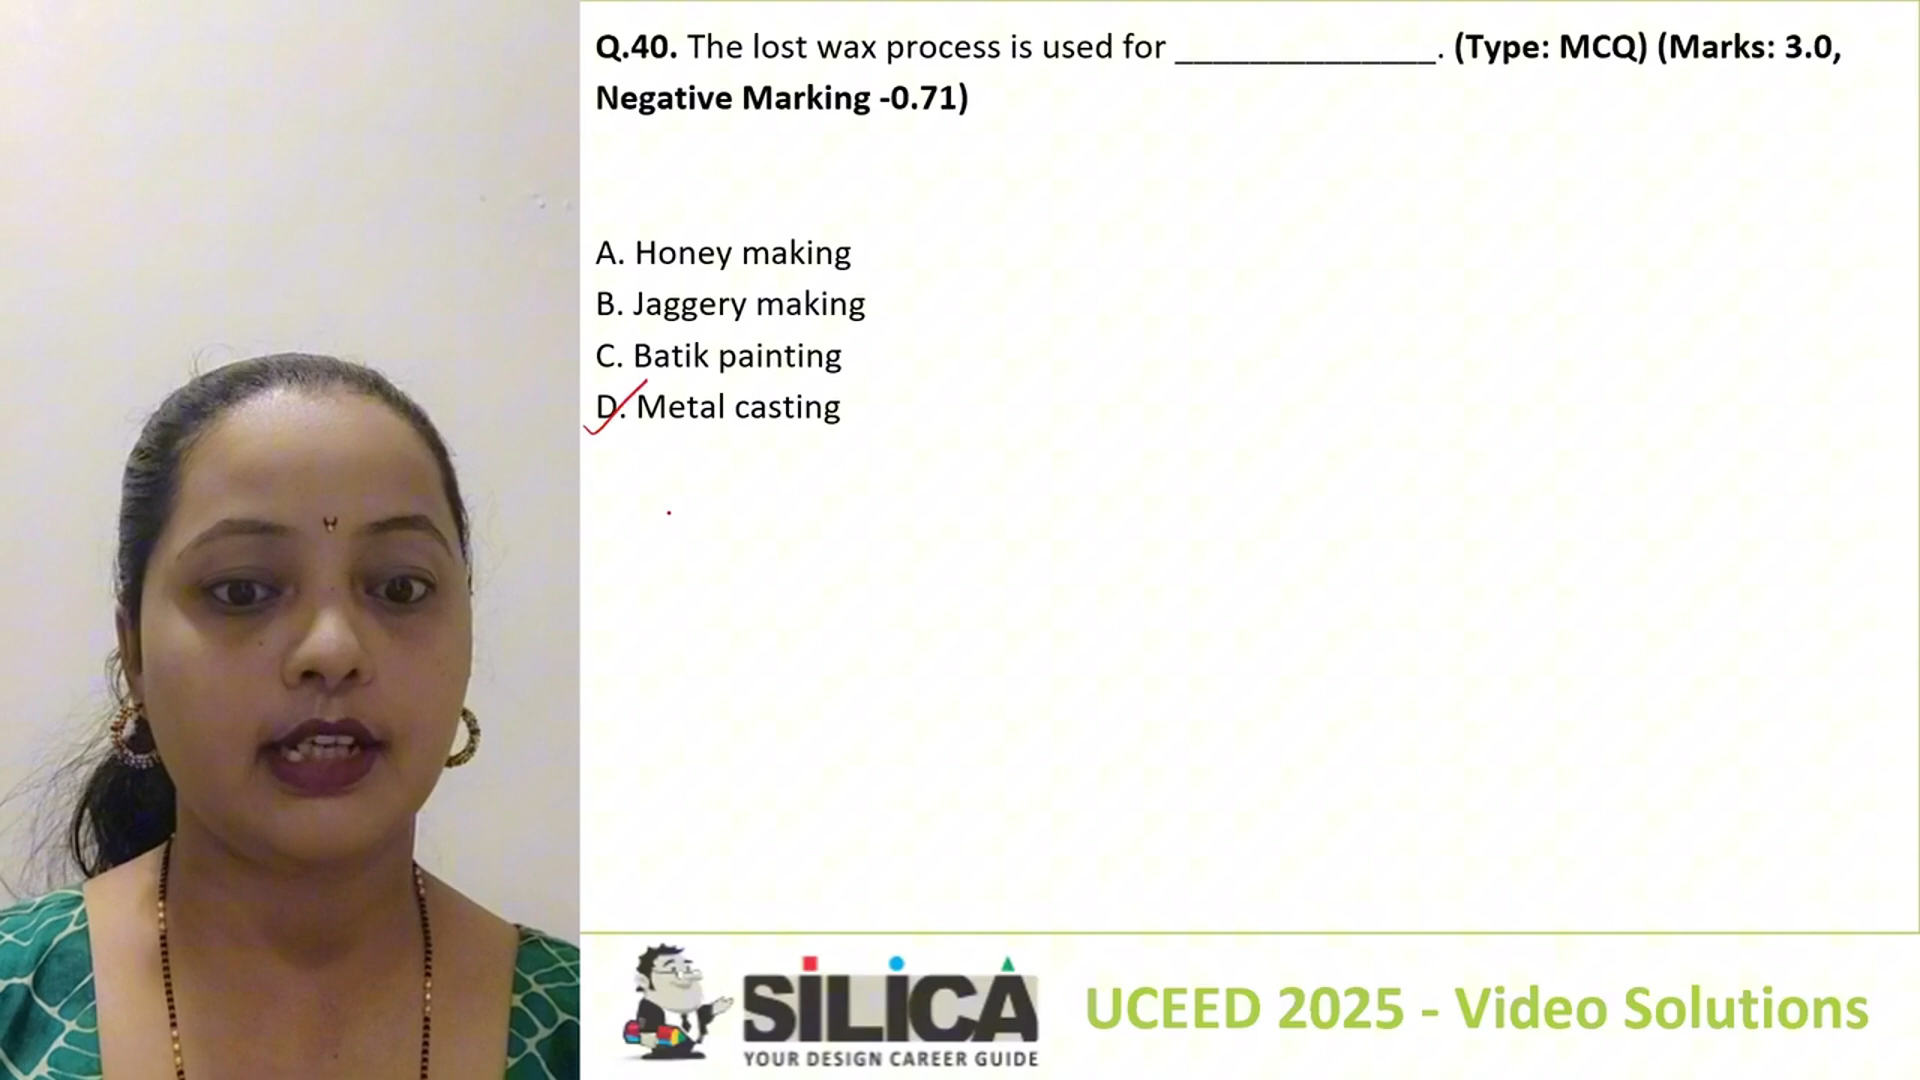 Q.40. The lost wax process is used for ______________. (Type: MCQ) (Marks: 3.0,
Negative Marking -0.71)
A. Honey making
B. Jaggery making
C. Batik painting
D. Metal casting
SILICA
YOUR DESIGN CAREER GUIDE
UCEED 2025 - Video Solutions